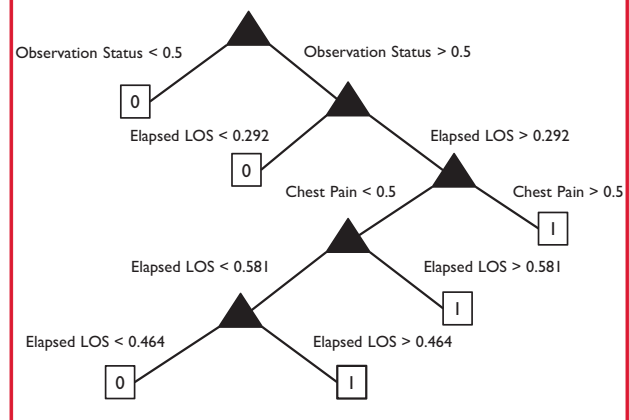 Observation Status < 0.5
Observation Status > 0.5
0
Elapsed LOS < 0.292
Elapsed LOS > 0.292
0
Chest Pain < 0.5
Chest Pain > 0.5
1
Elapsed LOS < 0.581
Elapsed LOS > 0.581
1
Elapsed LOS < 0.464
Elapsed LOS > 0.464
0
1